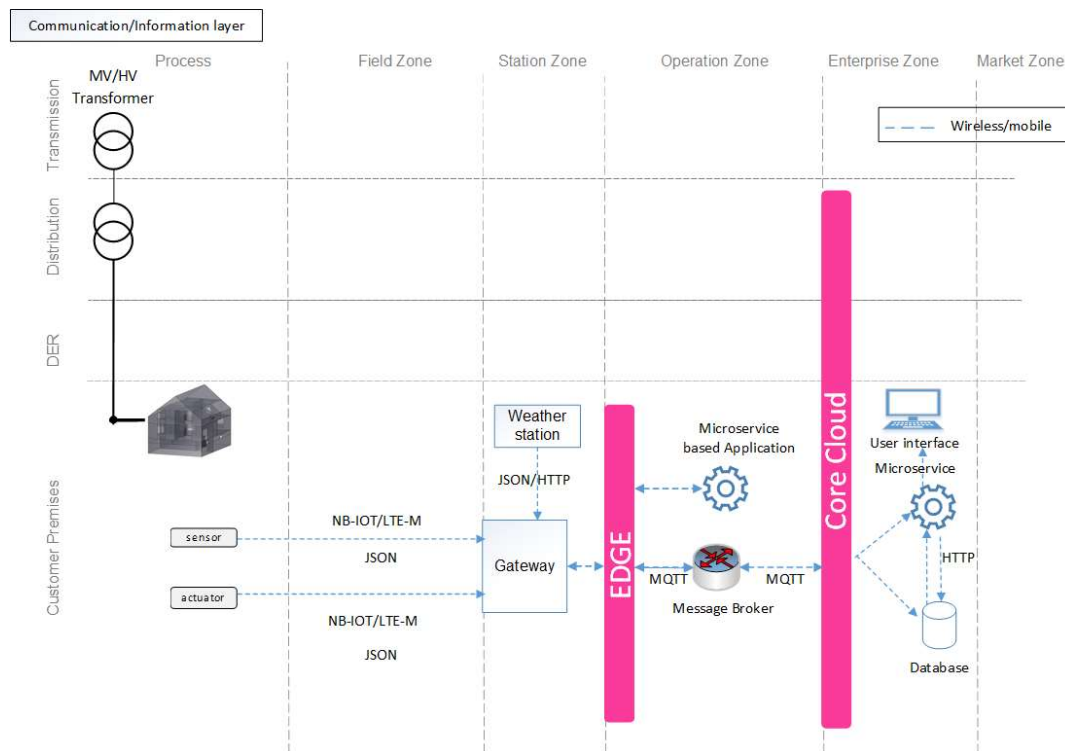 Communication/Information layer
Process
Field Zone
Station Zone
Operation Zone
Enterprise Zone
Market Zone
MV/HV
Transformer
Transmission
Wireless/mobile
Distribution
DER
Customer Premises
Weather
station
JSON/HTTP
Microservice
based Application
Core Cloud
User interface
Microservice
NB-IOT/LTE-M
sensor
JSON
Gateway
EDGE
MQTT
MQTT
HTTP
actuator
Message Broker
NB-IOT/LTE-M
JSON
Database